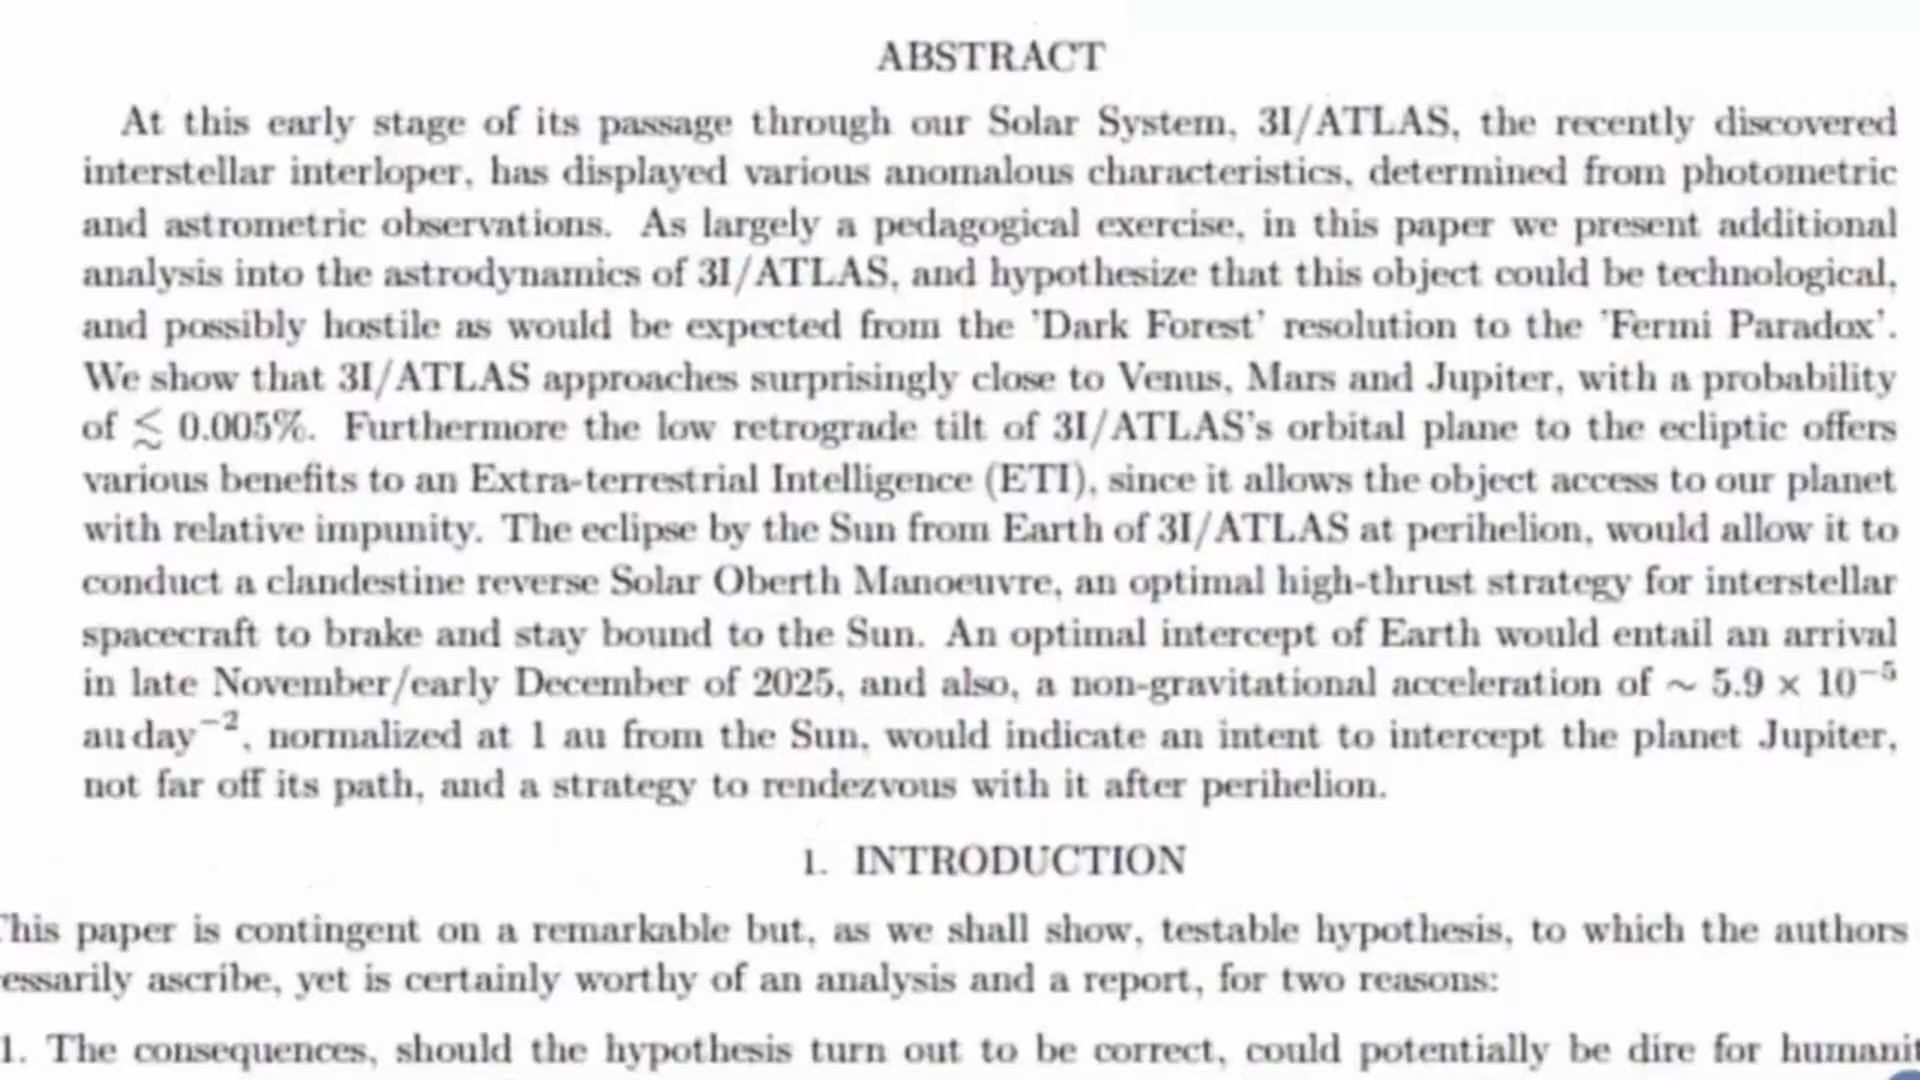 ABSTRACT
At this early stage of its passage through our Solar System, 3I/ATLAS, the recently discovered
interstellar interloper, has displayed various anomalous characteristics, determined from photometric
and astrometric observations. As largely a pedagogical exercise, in this paper we present additional
analysis into the astrodynamics of 3I/ATLAS, and hypothesize that this object could be technological,
and possibly hostile as would be expected from the 'Dark Forest' resolution to the 'Fermi Paradox'.
We show that 3I/ATLAS approaches surprisingly close to Venus, Mars and Jupiter, with a probability
of ≲ 0.005%. Furthermore the low retrograde tilt of 3I/ATLAS's orbital plane to the ecliptic offers
various benefits to an Extra-terrestrial Intelligence (ETI), since it allows the object access to our planet
with relative impunity. The eclipse by the Sun from Earth of 3I/ATLAS at perihelion, would allow it to
conduct a clandestine reverse Solar Oberth Manoeuvre, an optimal high-thrust strategy for interstellar
spacecraft to brake and stay bound to the Sun. An optimal intercept of Earth would entail an arrival
in late November/early December of 2025, and also, a non-gravitational acceleration of ~ 5.9 × 10⁻⁵
au day⁻², normalized at 1 au from the Sun, would indicate an intent to intercept the planet Jupiter,
not far off its path, and a strategy to rendezvous with it after perihelion.
1. INTRODUCTION
This paper is contingent on a remarkable but, as we shall show, testable hypothesis, to which the authors
essarily ascribe, yet is certainly worthy of an analysis and a report, for two reasons:
1. The consequences, should the hypothesis turn out to be correct, could potentially be dire for humanit